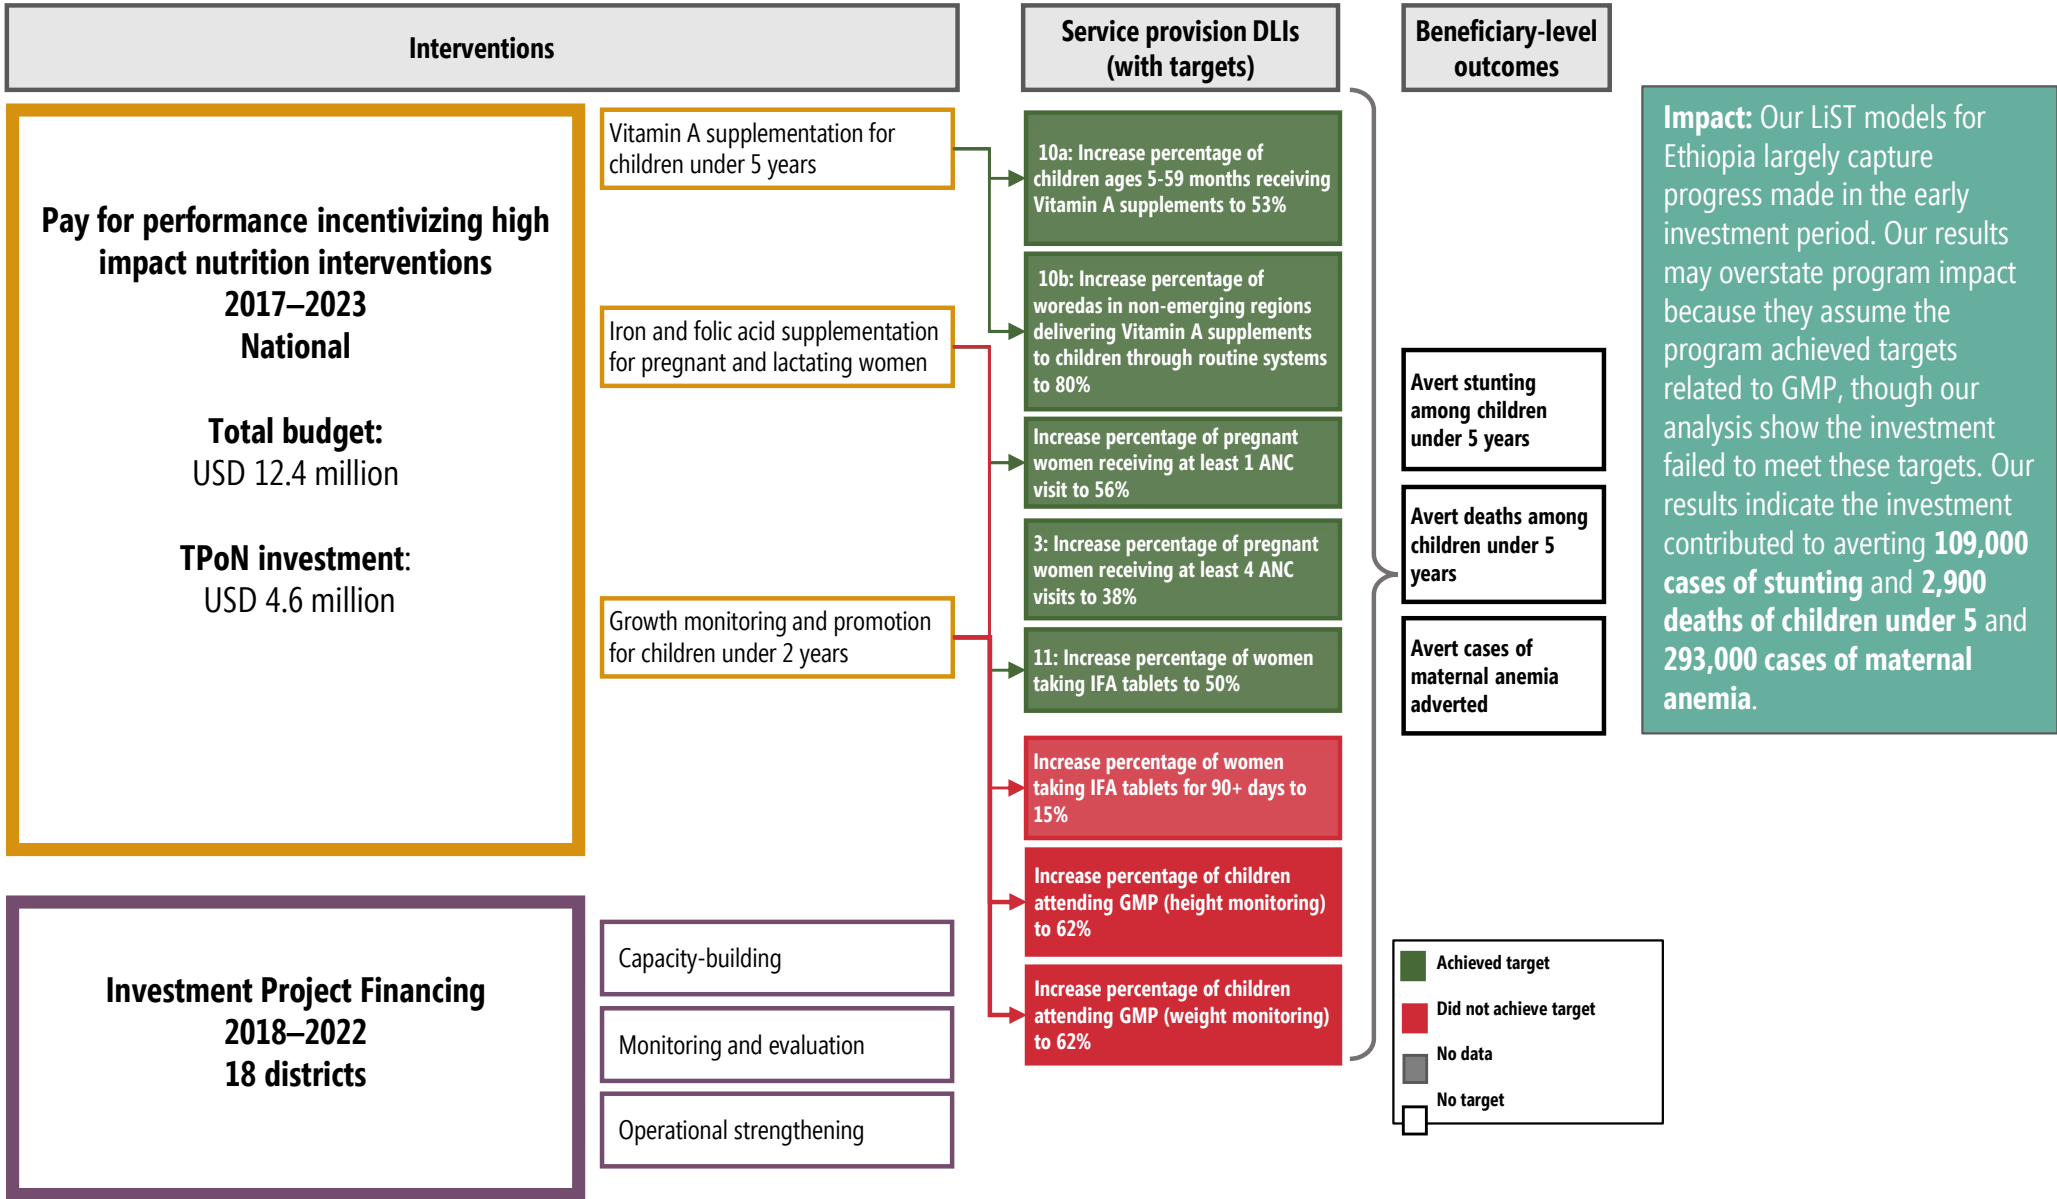 Interventions
Service provision DLIs
(with targets)
Beneficiary-level
outcomes
Pay for performance incentivizing high
impact nutrition interventions
2017–2023
National
Total budget:
USD 12.4 million
TPoN investment:
USD 4.6 million
Vitamin A supplementation for
children under 5 years
Iron and folic acid supplementation
for pregnant and lactating women
Growth monitoring and promotion
for children under 2 years
10a: Increase percentage of
children ages 5-59 months receiving
Vitamin A supplements to 53%
10b: Increase percentage of
woredas in non-emerging regions
delivering Vitamin A supplements
to children through routine systems
to 80%
Increase percentage of pregnant
women receiving at least 1 ANC
visit to 56%
3: Increase percentage of pregnant
women receiving at least 4 ANC
visits to 38%
11: Increase percentage of women
taking IFA tablets to 50%
Increase percentage of women
taking IFA tablets for 90+ days to
15%
Increase percentage of children
attending GMP (height monitoring)
to 62%
Increase percentage of children
attending GMP (weight monitoring)
to 62%
Avert stunting
among children
under 5 years
Avert deaths among
children under 5
years
Avert cases of
maternal anemia
adverted
Impact: Our LiST models for
Ethiopia largely capture
progress made in the early
investment period. Our results
may overstate program impact
because they assume the
program achieved targets
related to GMP, though our
analysis show the investment
failed to meet these targets. Our
results indicate the investment
contributed to averting 109,000
cases of stunting and 2,900
deaths of children under 5 and
293,000 cases of maternal
anemia.
Investment Project Financing
2018–2022
18 districts
Capacity-building
Monitoring and evaluation
Operational strengthening
Achieved target
Did not achieve target
No data
No target